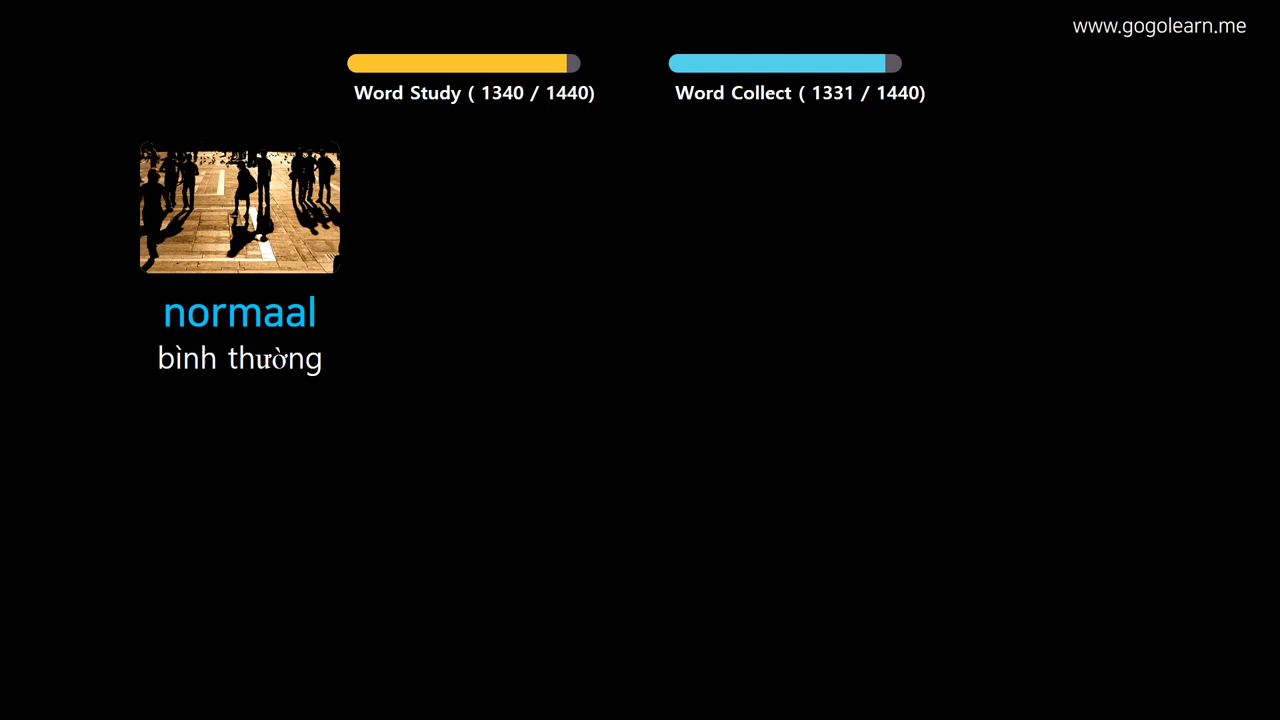 www.gogolearn.me
Word Study ( 1340 / 1440)
Word Collect ( 1331 / 1440)
normaal
bình thường